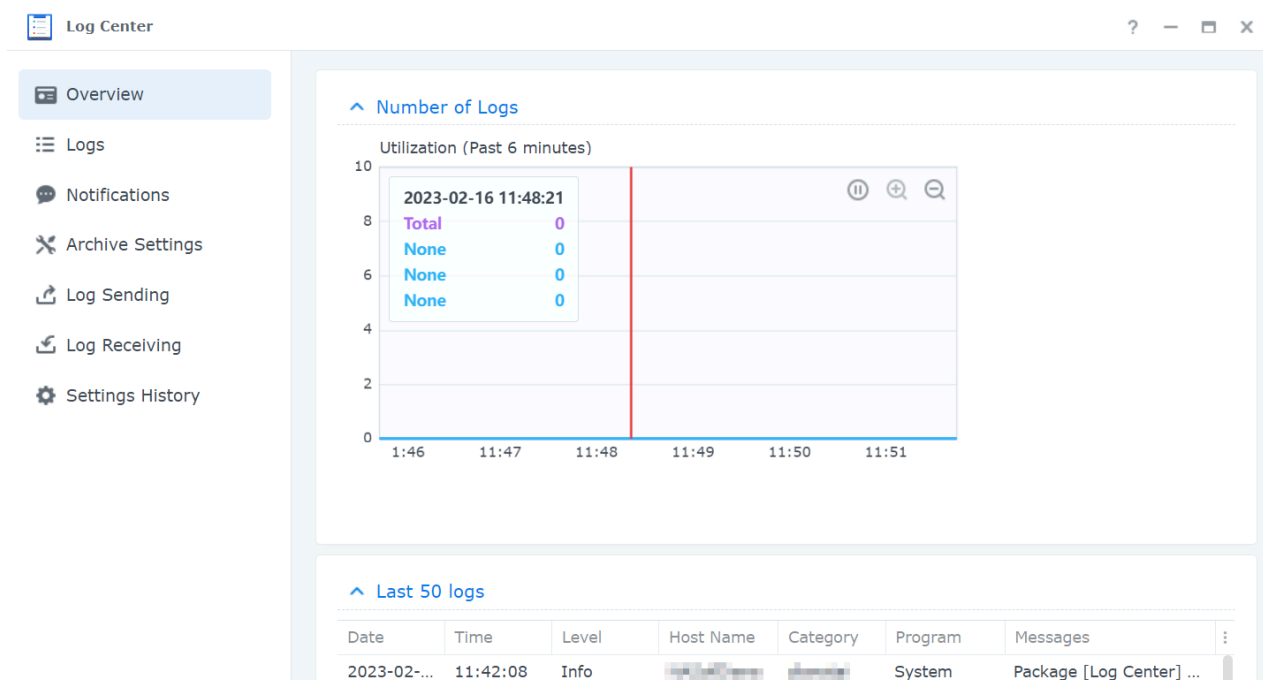 Log Center
?
Overview
Logs
Notifications
Archive Settings
Log Sending
Log Receiving
Settings History
Number of Logs
Utilization (Past 6 minutes)
10
8
6
4
2
0
2023-02-16 11:48:21
Total 0
None 0
None 0
None 0
1:46 11:47 11:48 11:49 11:50 11:51
Last 50 logs
Date Time Level Host Name Category Program Messages
2023-02-... 11:42:08 Info System Package [Log Center] ...